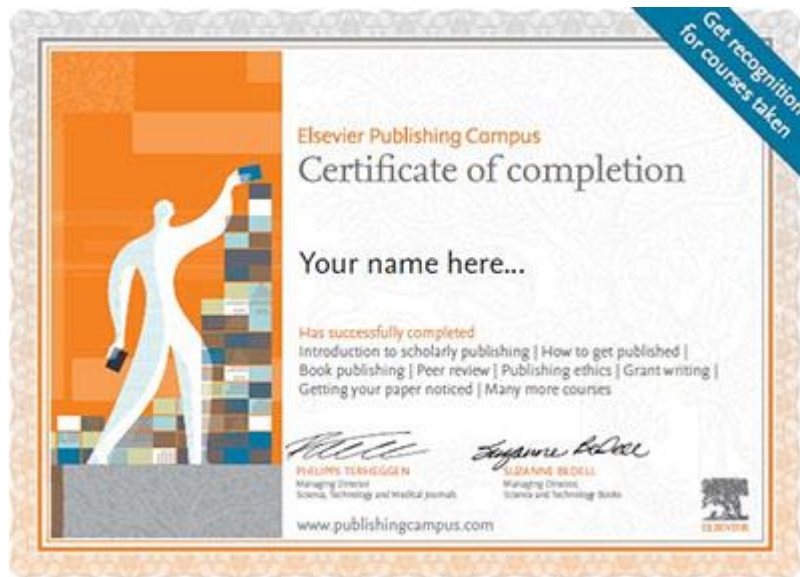 Get recognition
for courses taken
Elsevier Publishing Campus
Certificate of completion
Your name here...
Has successfully completed
Introduction to scholarly publishing | How to get published |
Book publishing | Peer review | Publishing ethics | Grant writing |
Getting your paper noticed | Many more courses
Suzanne BeDell
PHILIPPE TERHEGGEN
Managing Director
Science, Technology and Medical Journals
SUZANNE BEDELL
Managing Director,
Science and Technology Books
www.publishingcampus.com
ELSEVIER